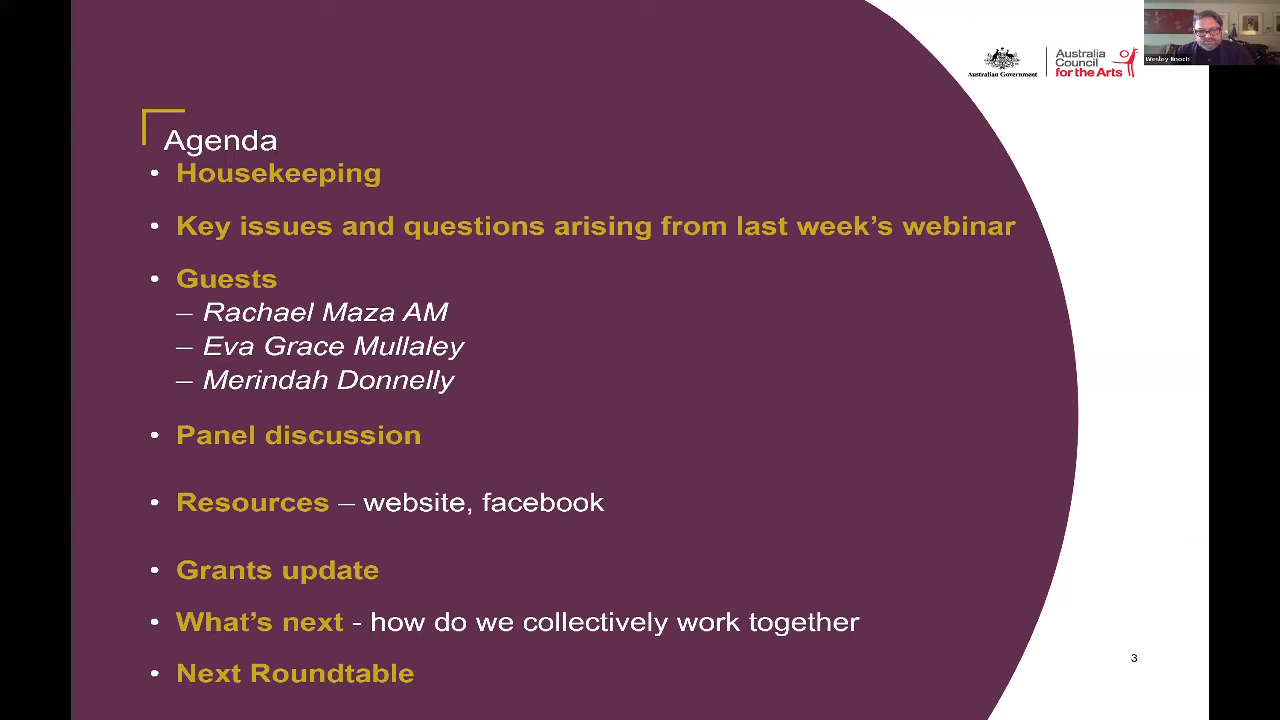 Australian Government
Australia
Council
for the Arts
Wesley Enoch
Agenda
• Housekeeping
• Key issues and questions arising from last week’s webinar
• Guests
– Rachael Maza AM
– Eva Grace Mullaley
– Merindah Donnelly
• Panel discussion
• Resources – website, facebook
• Grants update
• What’s next - how do we collectively work together
• Next Roundtable
3